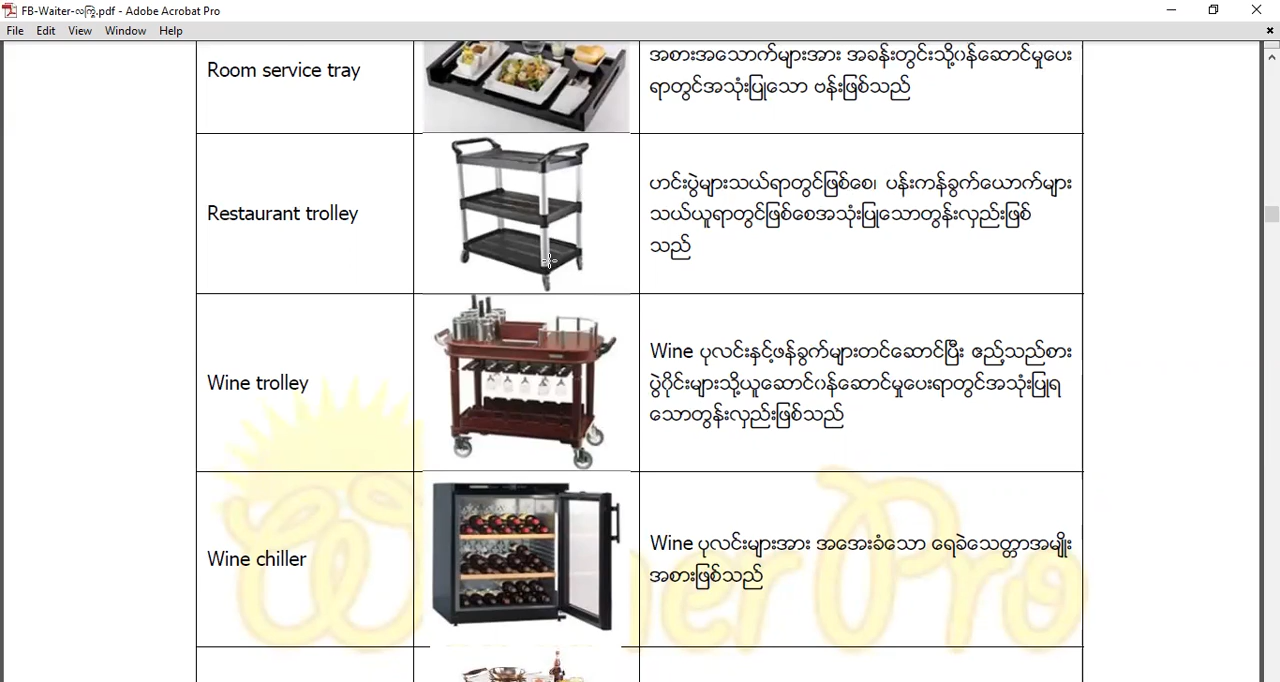 FB-Waiter-လကြွ.pdf - Adobe Acrobat Pro
File Edit View Window Help
Room service tray
အစားအသောက်များအား အခန်းတွင်းသို့ဝန်ဆောင်မှုပေး
ရာတွင်အသုံးပြုသော ဗန်းဖြစ်သည်
Restaurant trolley
ဟင်းပွဲများသယ်ရာတွင်ဖြစ်စေ၊ ပန်းကန်ခွက်ယောက်များ
သယ်ယူရာတွင်ဖြစ်စေအသုံးပြုသောတွန်းလှည်းဖြစ်
သည်
Wine trolley
Wine ပုလင်းနှင့်ဖန်ခွက်များတင်ဆောင်ပြီး ဧည့်သည်စား
ပွဲဝိုင်းများသို့ယူဆောင်ဝန်ဆောင်မှုပေးရာတွင်အသုံးပြုရ
သောတွန်းလှည်းဖြစ်သည်
Wine chiller
Wine ပုလင်းများအား အအေးခံသော ရေခဲသေတ္တာအမျိုး
အစားဖြစ်သည်